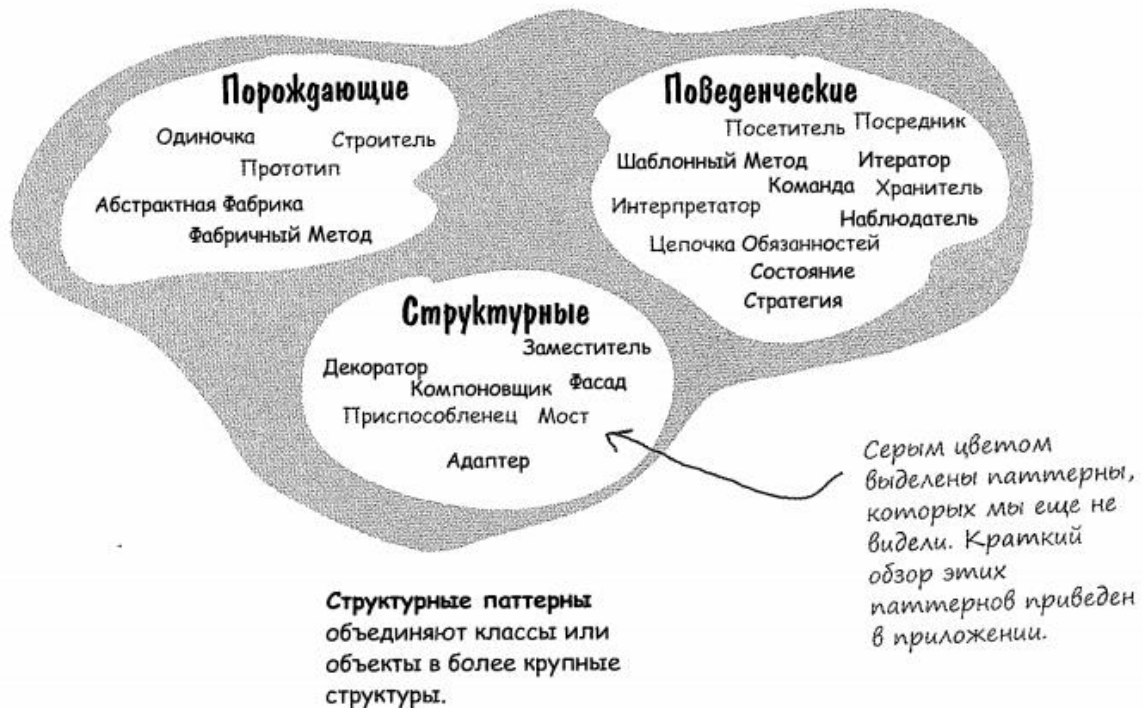 Порождающие
Одиночка Строитель
Прототип
Абстрактная Фабрика
Фабричный Метод
Поведенческие
Посетитель Посредник
Шаблонный Метод Итератор
Команда Хранитель
Интерпретатор
Наблюдатель
Цепочка Обязанностей
Состояние
Стратегия
Структурные
Заместитель
Декоратор
Компоновщик Фасад
Приспособленец Мост
Адаптер
Серым цветом
выделены паттерны,
которых мы еще не
видели. Краткий
обзор этих
паттернов приведен
в приложении.
Структурные паттерны
объединяют классы или
объекты в более крупные
структуры.